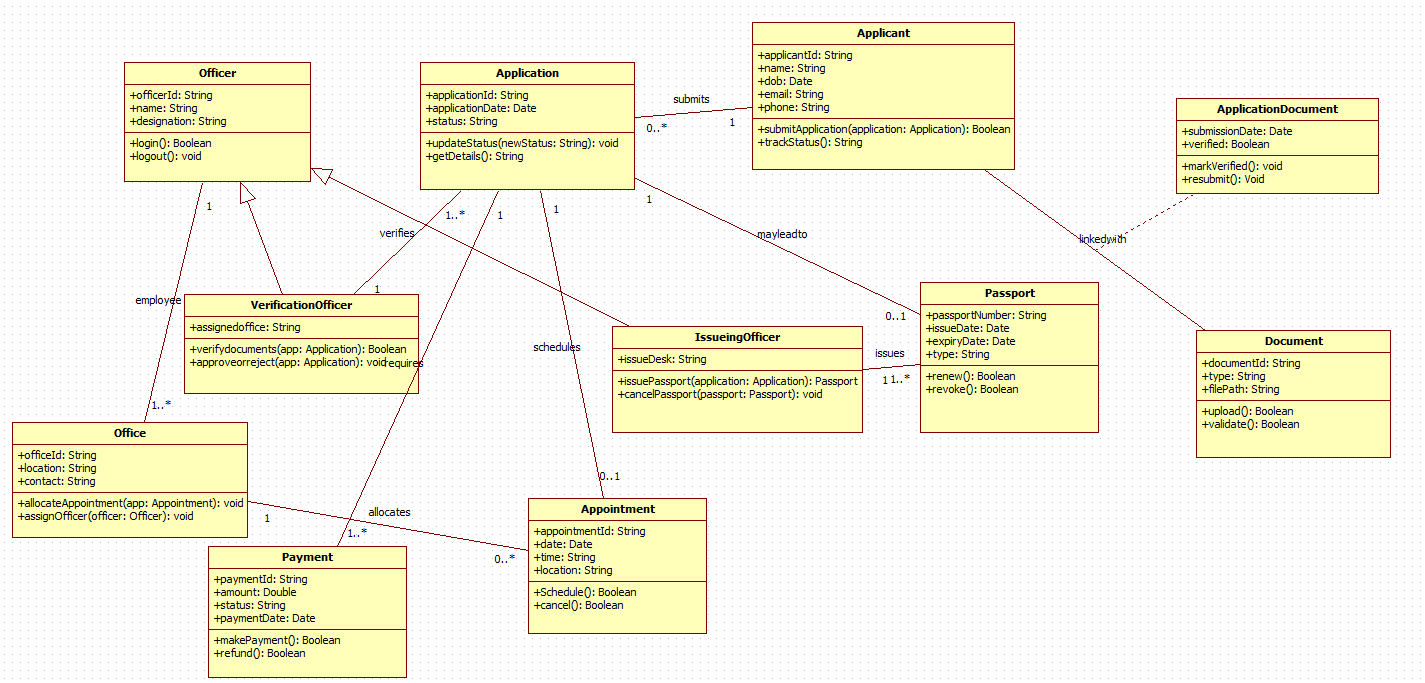 Officer
+officerId: String
+name: String
+designation: String
+login(): Boolean
+logout(): void
Application
+applicationId: String
+applicationDate: Date
+status: String
+updateStatus(newStatus: String): void
+getDetails(): String
Applicant
+applicantId: String
+name: String
+dob: Date
+email: String
+phone: String
+submitApplication(application: Application): Boolean
+trackStatus(): String
ApplicationDocument
+submissionDate: Date
+verified: Boolean
+markVerified(): void
+resubmit(): Void
submits
0..*
1
1
1..*
1
1
1
verifies
mayleadto
linkedwith
employee
1
VerificationOfficer
+assignedoffice: String
+verifydocuments(app: Application): Boolean
+approveorreject(app: Application): void
requires
schedules
0..1
IssueingOfficer
+issueDesk: String
+issuePassport(application: Application): Passport
+cancelPassport(passport: Passport): void
issues
1
1..*
Passport
+passportNumber: String
+issueDate: Date
+expiryDate: Date
+type: String
+renew(): Boolean
+revoke(): Boolean
Document
+documentId: String
+type: String
+filePath: String
+upload(): Boolean
+validate(): Boolean
1..*
Office
+officeId: String
+location: String
+contact: String
+allocateAppointment(app: Appointment): void
+assignOfficer(officer: Officer): void
1
allocates
0..*
1..*
0..1
Payment
+paymentId: String
+amount: Double
+status: String
+paymentDate: Date
+makePayment(): Boolean
+refund(): Boolean
Appointment
+appointmentId: String
+date: Date
+time: String
+location: String
+Schedule(): Boolean
+cancel(): Boolean